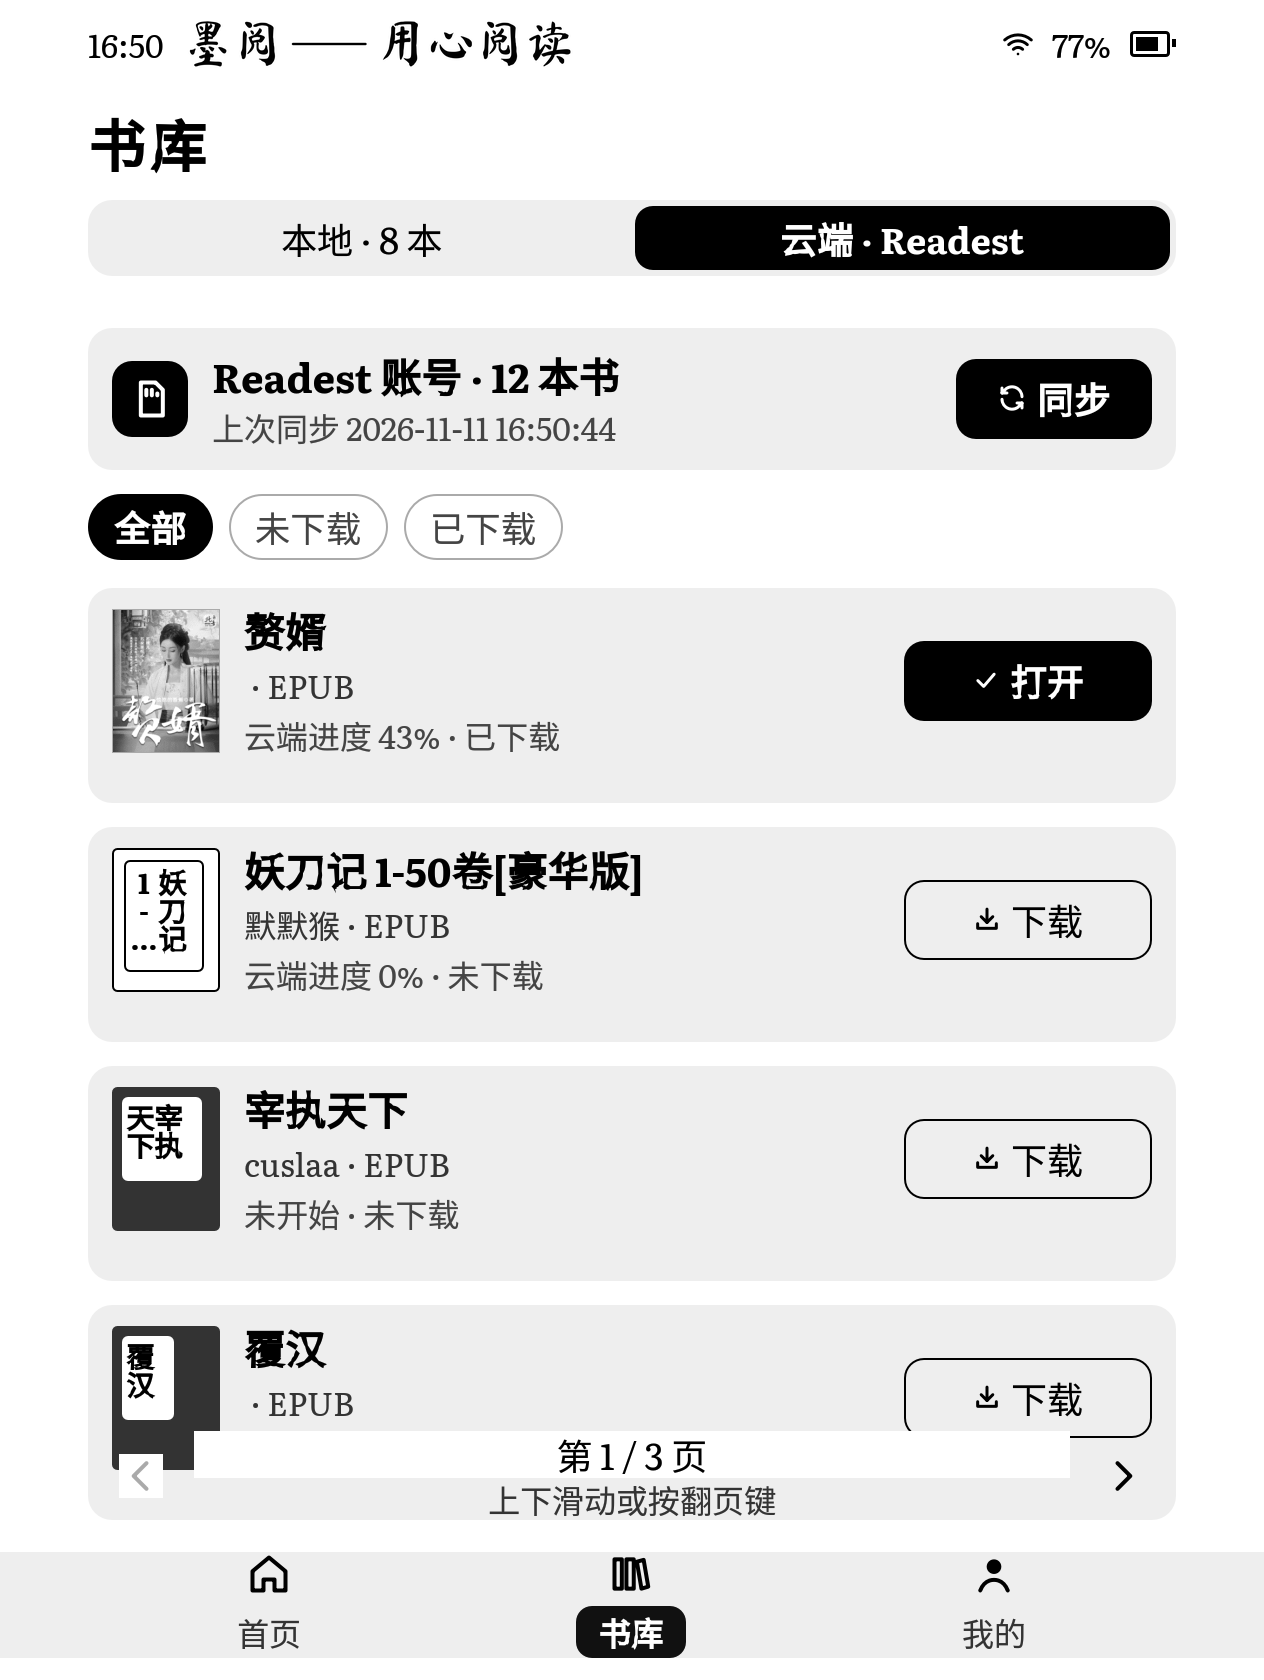 16:50 墨阅 —— 用心阅读 77%
书库
本地 · 8 本
云端 · Readest
Readest 账号 · 12 本书
上次同步 2026-11-11 16:50:44
同步
全部 未下载 已下载
赘婿
赘婿
· EPUB
云端进度 43% · 已下载
打开
妖刀记
1-...
妖刀记 1-50卷[豪华版]
默默猴 · EPUB
云端进度 0% · 未下载
下载
宰执
天下
宰执天下
cuslaa · EPUB
未开始 · 未下载
下载
覆汉
覆汉
· EPUB
下载
第 1 / 3 页
上下滑动或按翻页键
首页
书库
我的